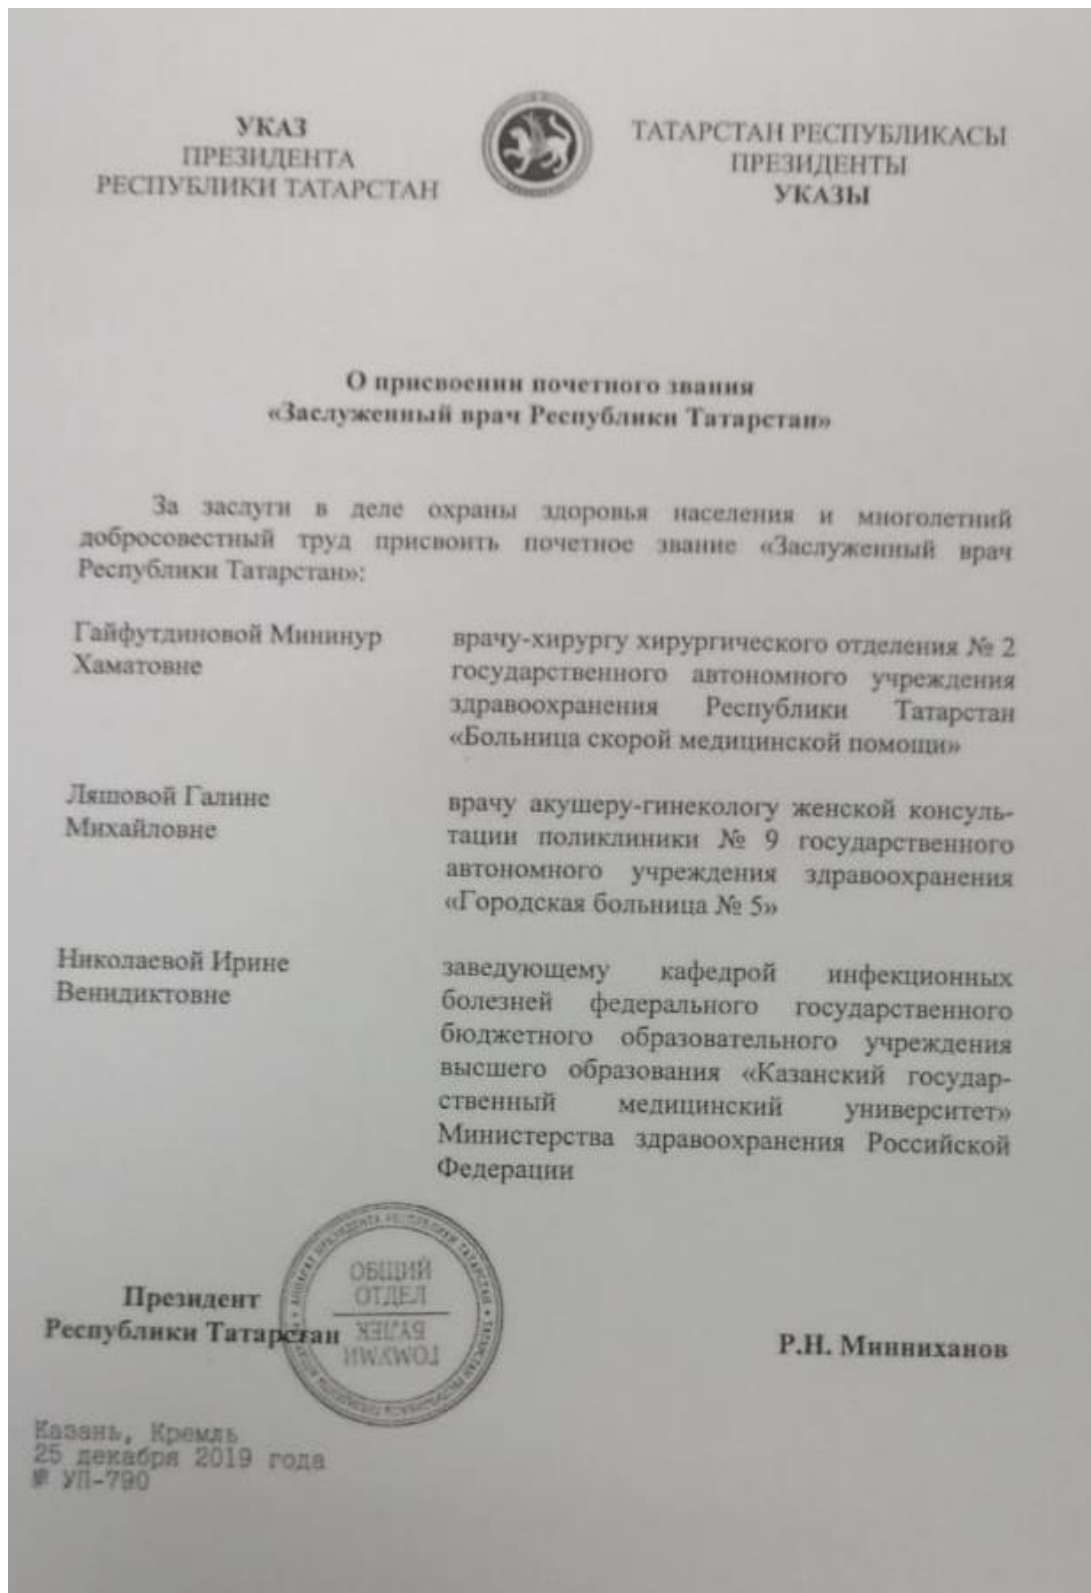 УКАЗ
ПРЕЗИДЕНТА
РЕСПУБЛИКИ ТАТАРСТАН
ТАТАРСТАН РЕСПУБЛИКАСЫ
ПРЕЗИДЕНТЫ
УКАЗЫ
О присвоении почетного звания
«Заслуженный врач Республики Татарстан»
За заслуги в деле охраны здоровья населения и многолетний
добросовестный труд присвоить почетное звание «Заслуженный врач
Республики Татарстан»:
Гайфутдиновой Мининур
Хаматовне
врачу-хирургу хирургического отделения № 2
государственного автономного учреждения
здравоохранения Республики Татарстан
«Больница скорой медицинской помощи»
Ляшовой Галине
Михайловне
врачу акушеру-гинекологу женской консуль-
тации поликлиники № 9 государственного
автономного учреждения здравоохранения
«Городская больница № 5»
Николаевой Ирине
Венидиктовне
заведующему кафедрой инфекционных
болезней федерального государственного
бюджетного образовательного учреждения
высшего образования «Казанский государ-
ственный медицинский университет»
Министерства здравоохранения Российской
Федерации
Президент
Республики Татарстан
ОБЩИЙ
ОТДЕЛ
ГОМУМИ
БҮЛЕК
Р.Н. Минниханов
Казань, Кремль
25 декабря 2019 года
№ УП-790